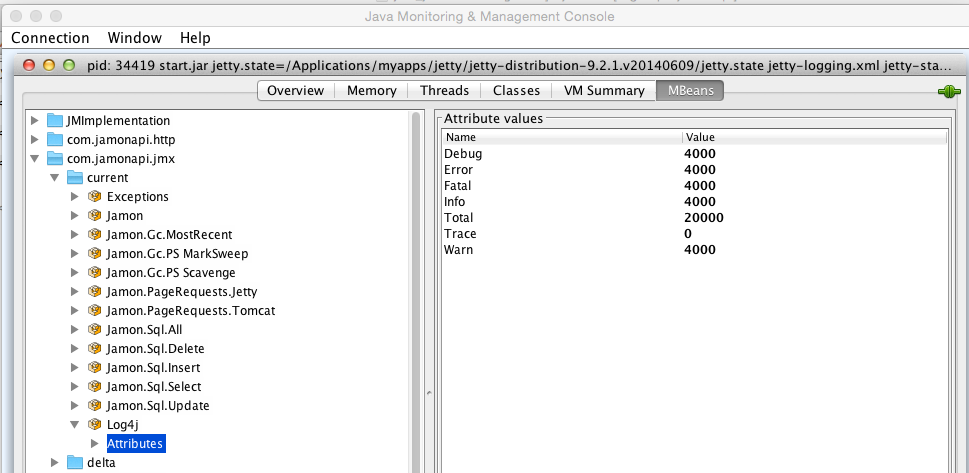 Java Monitoring & Management Console
Connection Window Help
pid: 34419 start.jar jetty.state=/Applications/myapps/jetty/jetty-distribution-9.2.1.v20140609/jetty.state jetty-logging.xml jetty-sta...
Overview Memory Threads Classes VM Summary MBeans
JMImplementation
com.jamonapi.http
com.jamonapi.jmx
current
Exceptions
Jamon
Jamon.Gc.MostRecent
Jamon.Gc.PS MarkSweep
Jamon.Gc.PS Scavenge
Jamon.PageRequests.Jetty
Jamon.PageRequests.Tomcat
Jamon.Sql.All
Jamon.Sql.Delete
Jamon.Sql.Insert
Jamon.Sql.Select
Jamon.Sql.Update
Log4j
Attributes
delta
Attribute values
Name Value
Debug 4000
Error 4000
Fatal 4000
Info 4000
Total 20000
Trace 0
Warn 4000